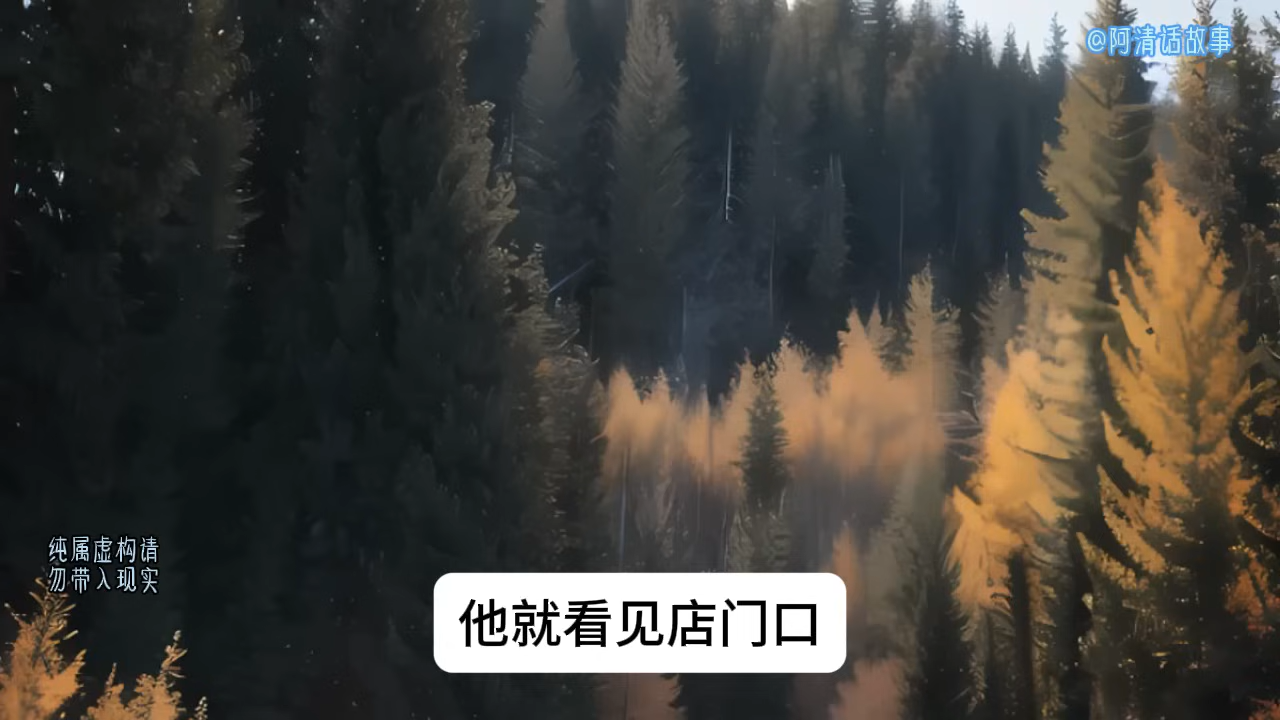 @阿清话故事
纯属虚构请
勿带入现实
他就看见店门口